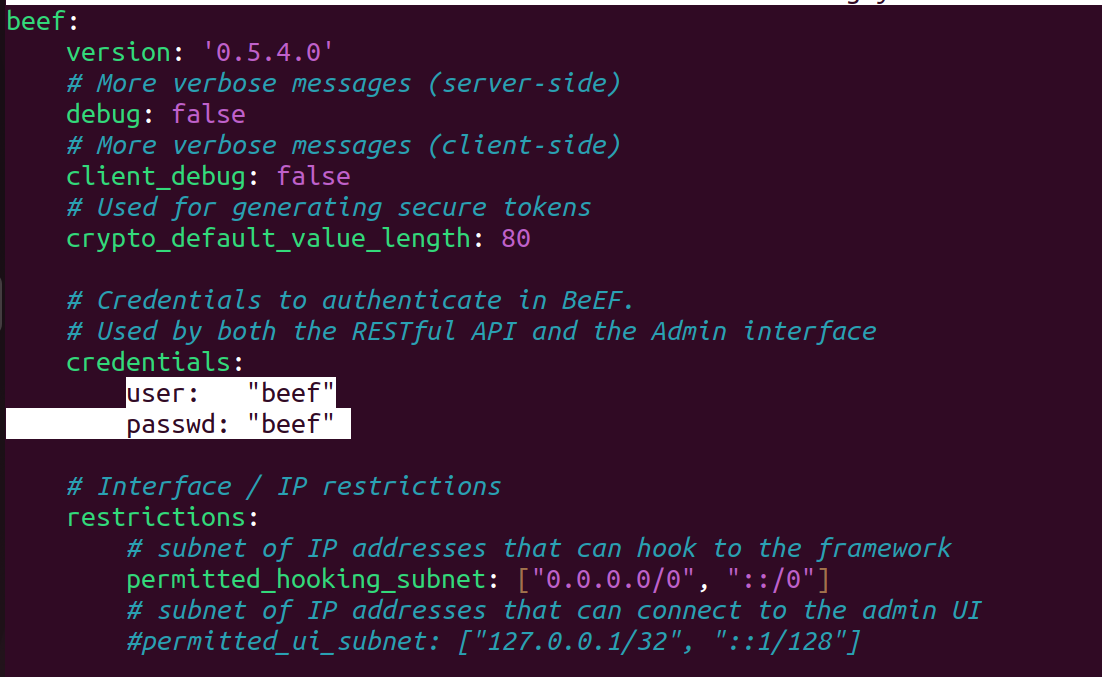 beef:
    version: '0.5.4.0'
    # More verbose messages (server-side)
    debug: false
    # More verbose messages (client-side)
    client_debug: false
    # Used for generating secure tokens
    crypto_default_value_length: 80

    # Credentials to authenticate in BeEF.
    # Used by both the RESTful API and the Admin interface
    credentials:
        user:   "beef"
        passwd: "beef"

    # Interface / IP restrictions
    restrictions:
        # subnet of IP addresses that can hook to the framework
        permitted_hooking_subnet: ["0.0.0.0/0", "::/0"]
        # subnet of IP addresses that can connect to the admin UI
        #permitted_ui_subnet: ["127.0.0.1/32", "::1/128"]